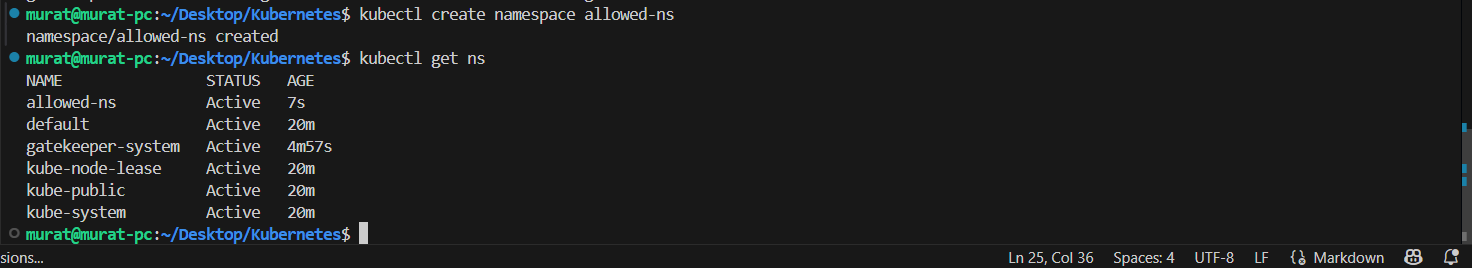 murat@murat-pc:~/Desktop/Kubernetes$ kubectl create namespace allowed-ns
namespace/allowed-ns created
murat@murat-pc:~/Desktop/Kubernetes$ kubectl get ns
NAME STATUS AGE
allowed-ns Active 7s
default Active 20m
gatekeeper-system Active 4m57s
kube-node-lease Active 20m
kube-public Active 20m
kube-system Active 20m
murat@murat-pc:~/Desktop/Kubernetes$
sions... Ln 25, Col 36 Spaces: 4 UTF-8 LF Markdown